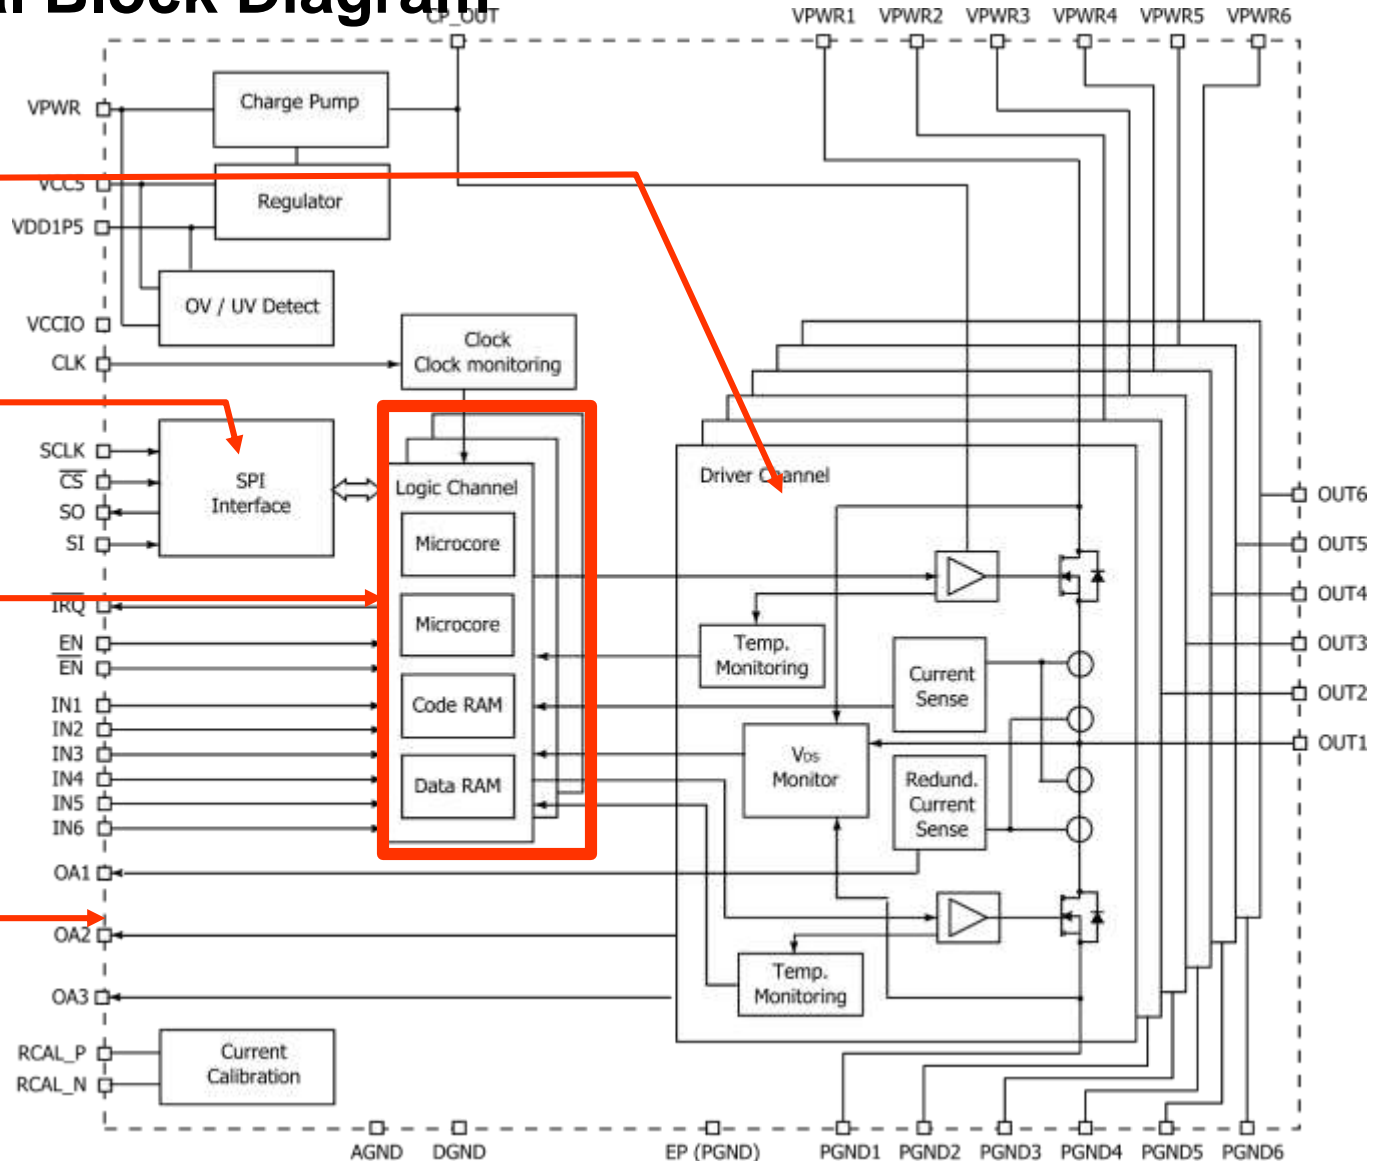 al Block Diagram
CP_OUT
VPWR1
VPWR2
VPWR3
VPWR4
VPWR5
VPWR6
VPWR
Charge Pump
VCC5
Regulator
VDD1P5
OV / UV Detect
VCCIO
Clock
Clock monitoring
CLK
SCLK
CS
SO
SI
SPI
Interface
Logic Channel
Microcore
Microcore
Code RAM
Data RAM
Driver Channel
OUT6
OUT5
OUT4
OUT3
OUT2
OUT1
IRQ
EN
EN
IN1
IN2
IN3
IN4
IN5
IN6
Temp.
Monitoring
Current
Sense
VDS
Monitor
Redund.
Current
Sense
OA1
OA2
OA3
Temp.
Monitoring
RCAL_P
RCAL_N
Current
Calibration
AGND
DGND
EP (PGND)
PGND1
PGND2
PGND3
PGND4
PGND5
PGND6